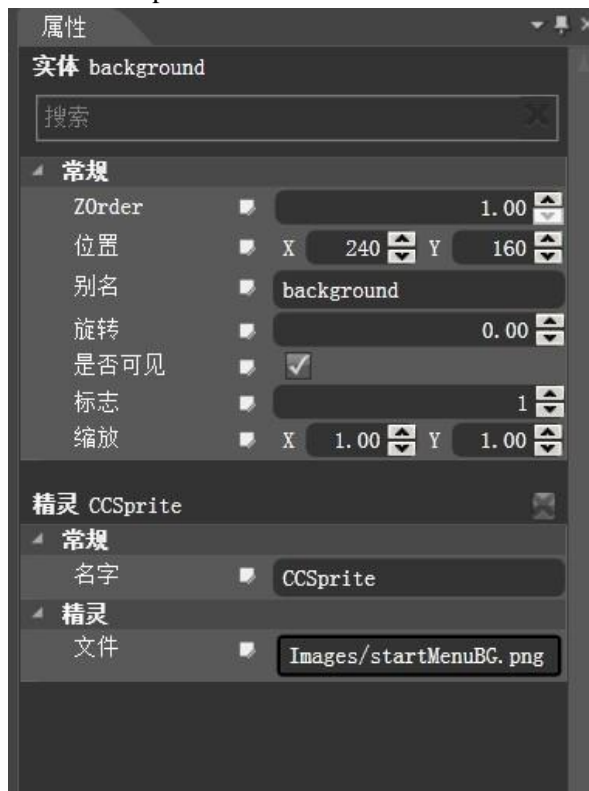 属性
实体 background
搜索
常规
ZOrder 1.00
位置 X 240 Y 160
别名 background
旋转 0.00
是否可见
标志 1
缩放 X 1.00 Y 1.00
精灵 CCSprite
常规
名字 CCSprite
精灵
文件 Images/startMenuBG.png